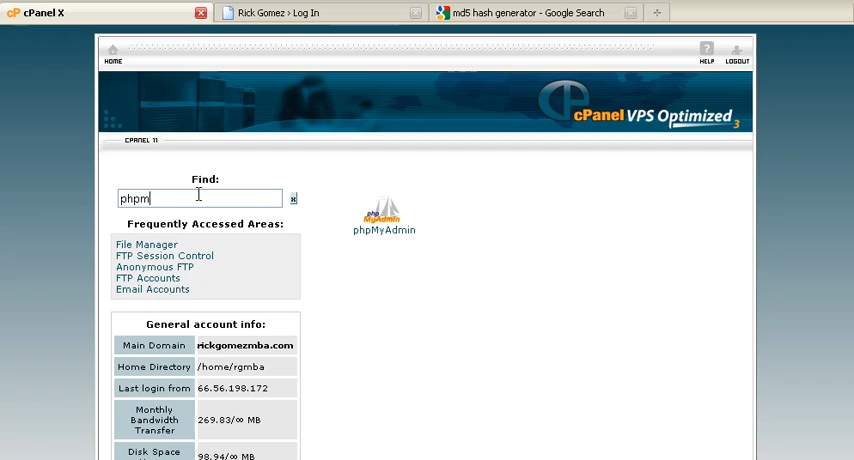 cP cPanel X
Rick Gomez › Log In
md5 hash generator - Google Search
HOME
HELP
LOGOUT
cPanel VPS Optimized 3
CPANEL 11
Find:
phpm
x
php
MyAdmin
phpMyAdmin
Frequently Accessed Areas:
File Manager
FTP Session Control
Anonymous FTP
FTP Accounts
Email Accounts
General account info:
Main Domain rickgomezmba.com
Home Directory /home/rgmba
Last login from 66.56.198.172
Monthly
Bandwidth
Transfer
269.83/∞ MB
Disk Space
98.94/∞ MB